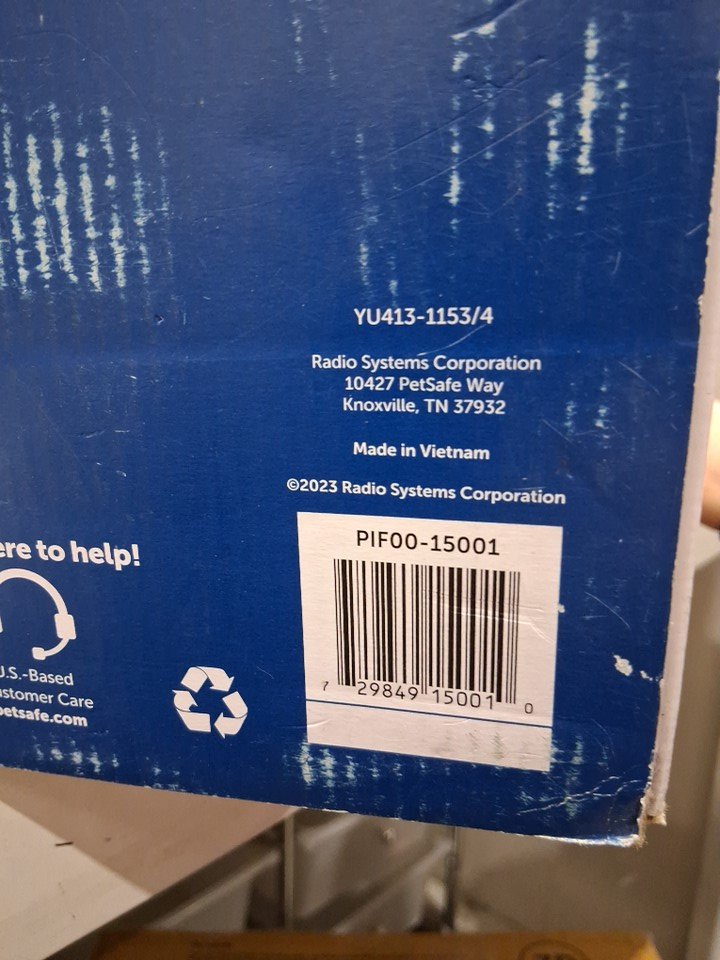 YU413-1153/4
Radio Systems Corporation
10427 PetSafe Way
Knoxville, TN 37932
Made in Vietnam
©2023 Radio Systems Corporation
PIF00-15001
7 29849 15001 0
ere to help!
U.S.-Based
ustomer Care
petsafe.com